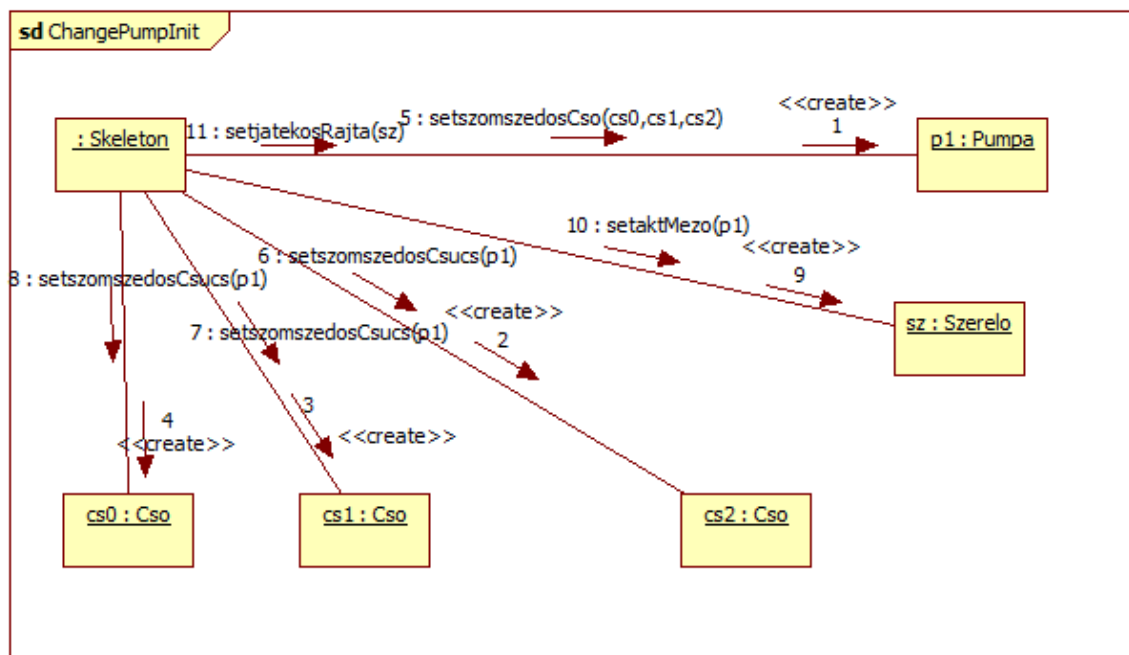 sd ChangePumpInit
<<create>>
5 : setszomszedosCso(cs0,cs1,cs2)
: Skeleton
11 : setjatekosRajta(sz)
1
p1 : Pumpa
10 : setaktMezo(p1)
<<create>>
6 : setszomszedosCsucs(p1)
8 : setszomszedosCsucs(p1)
9
<<create>>
sz : Szerelo
7 : setszomszedosCsucs(p1)
2
3
4
<<create>>
<<create>>
cs0 : Cso
cs1 : Cso
cs2 : Cso